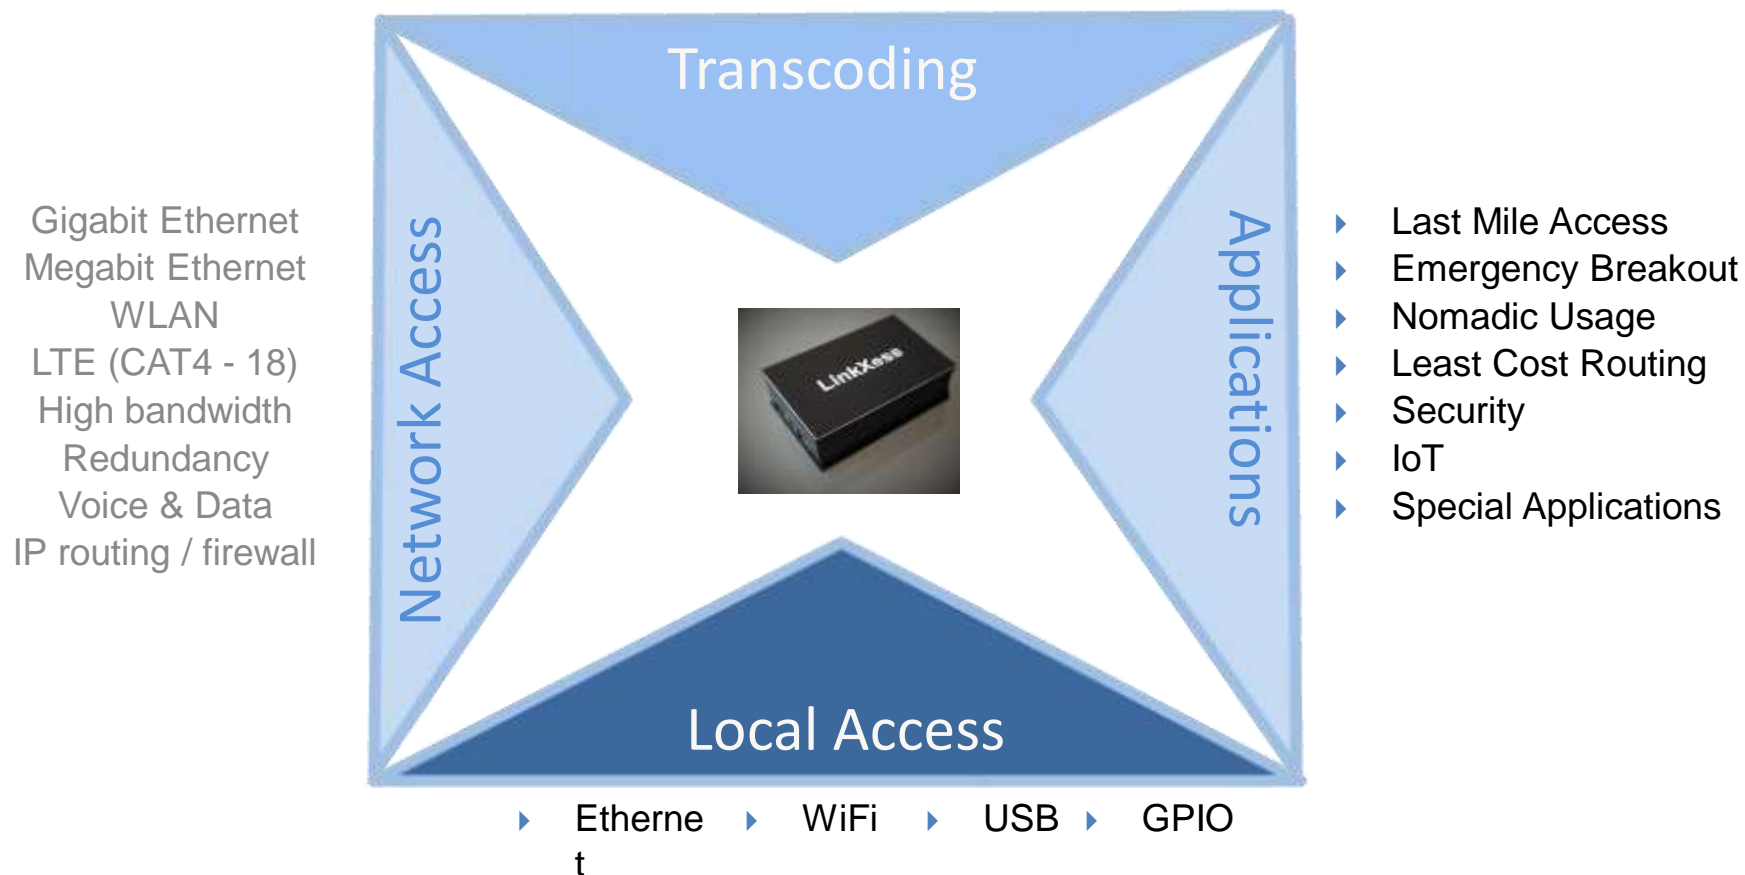 Transcoding
Gigabit Ethernet
Megabit Ethernet
WLAN
LTE (CAT4 - 18)
High bandwidth
Redundancy
Voice & Data
IP routing / firewall
Network Access
LinkXess
Applications
Last Mile Access
Emergency Breakout
Nomadic Usage
Least Cost Routing
Security
IoT
Special Applications
Local Access
Etherne
t
WiFi
USB
GPIO